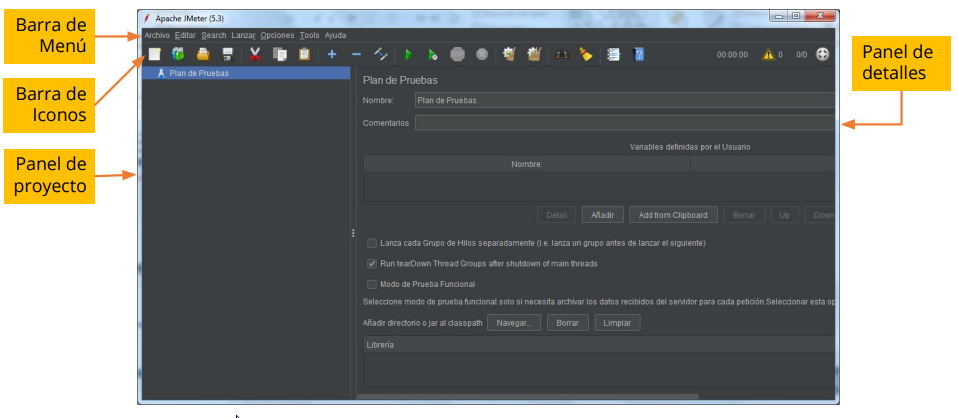 Barra de
Menú
Barra de
Iconos
Panel de
proyecto
Panel de
detalles
Apache JMeter (5.3)
Archivo Editar Search Lanzar Opciones Tools Ayuda
00:00:00 0 0/0
Plan de Pruebas
Plan de Pruebas
Nombre: Plan de Pruebas
Comentarios
Variables definidas por el Usuario
Nombre:
Detail Añadir Add from Clipboard Borrar Up Down
Lanza cada Grupo de Hilos separadamente (i.e. lanza un grupo antes de lanzar el siguiente)
Run tearDown Thread Groups after shutdown of main threads
Modo de Prueba Funcional
Seleccione modo de prueba funcional solo si necesita archivar los datos recibidos del servidor para cada petición.Seleccionar esta op
Añadir directorio o jar al classpath Navegar... Borrar Limpiar
Librería